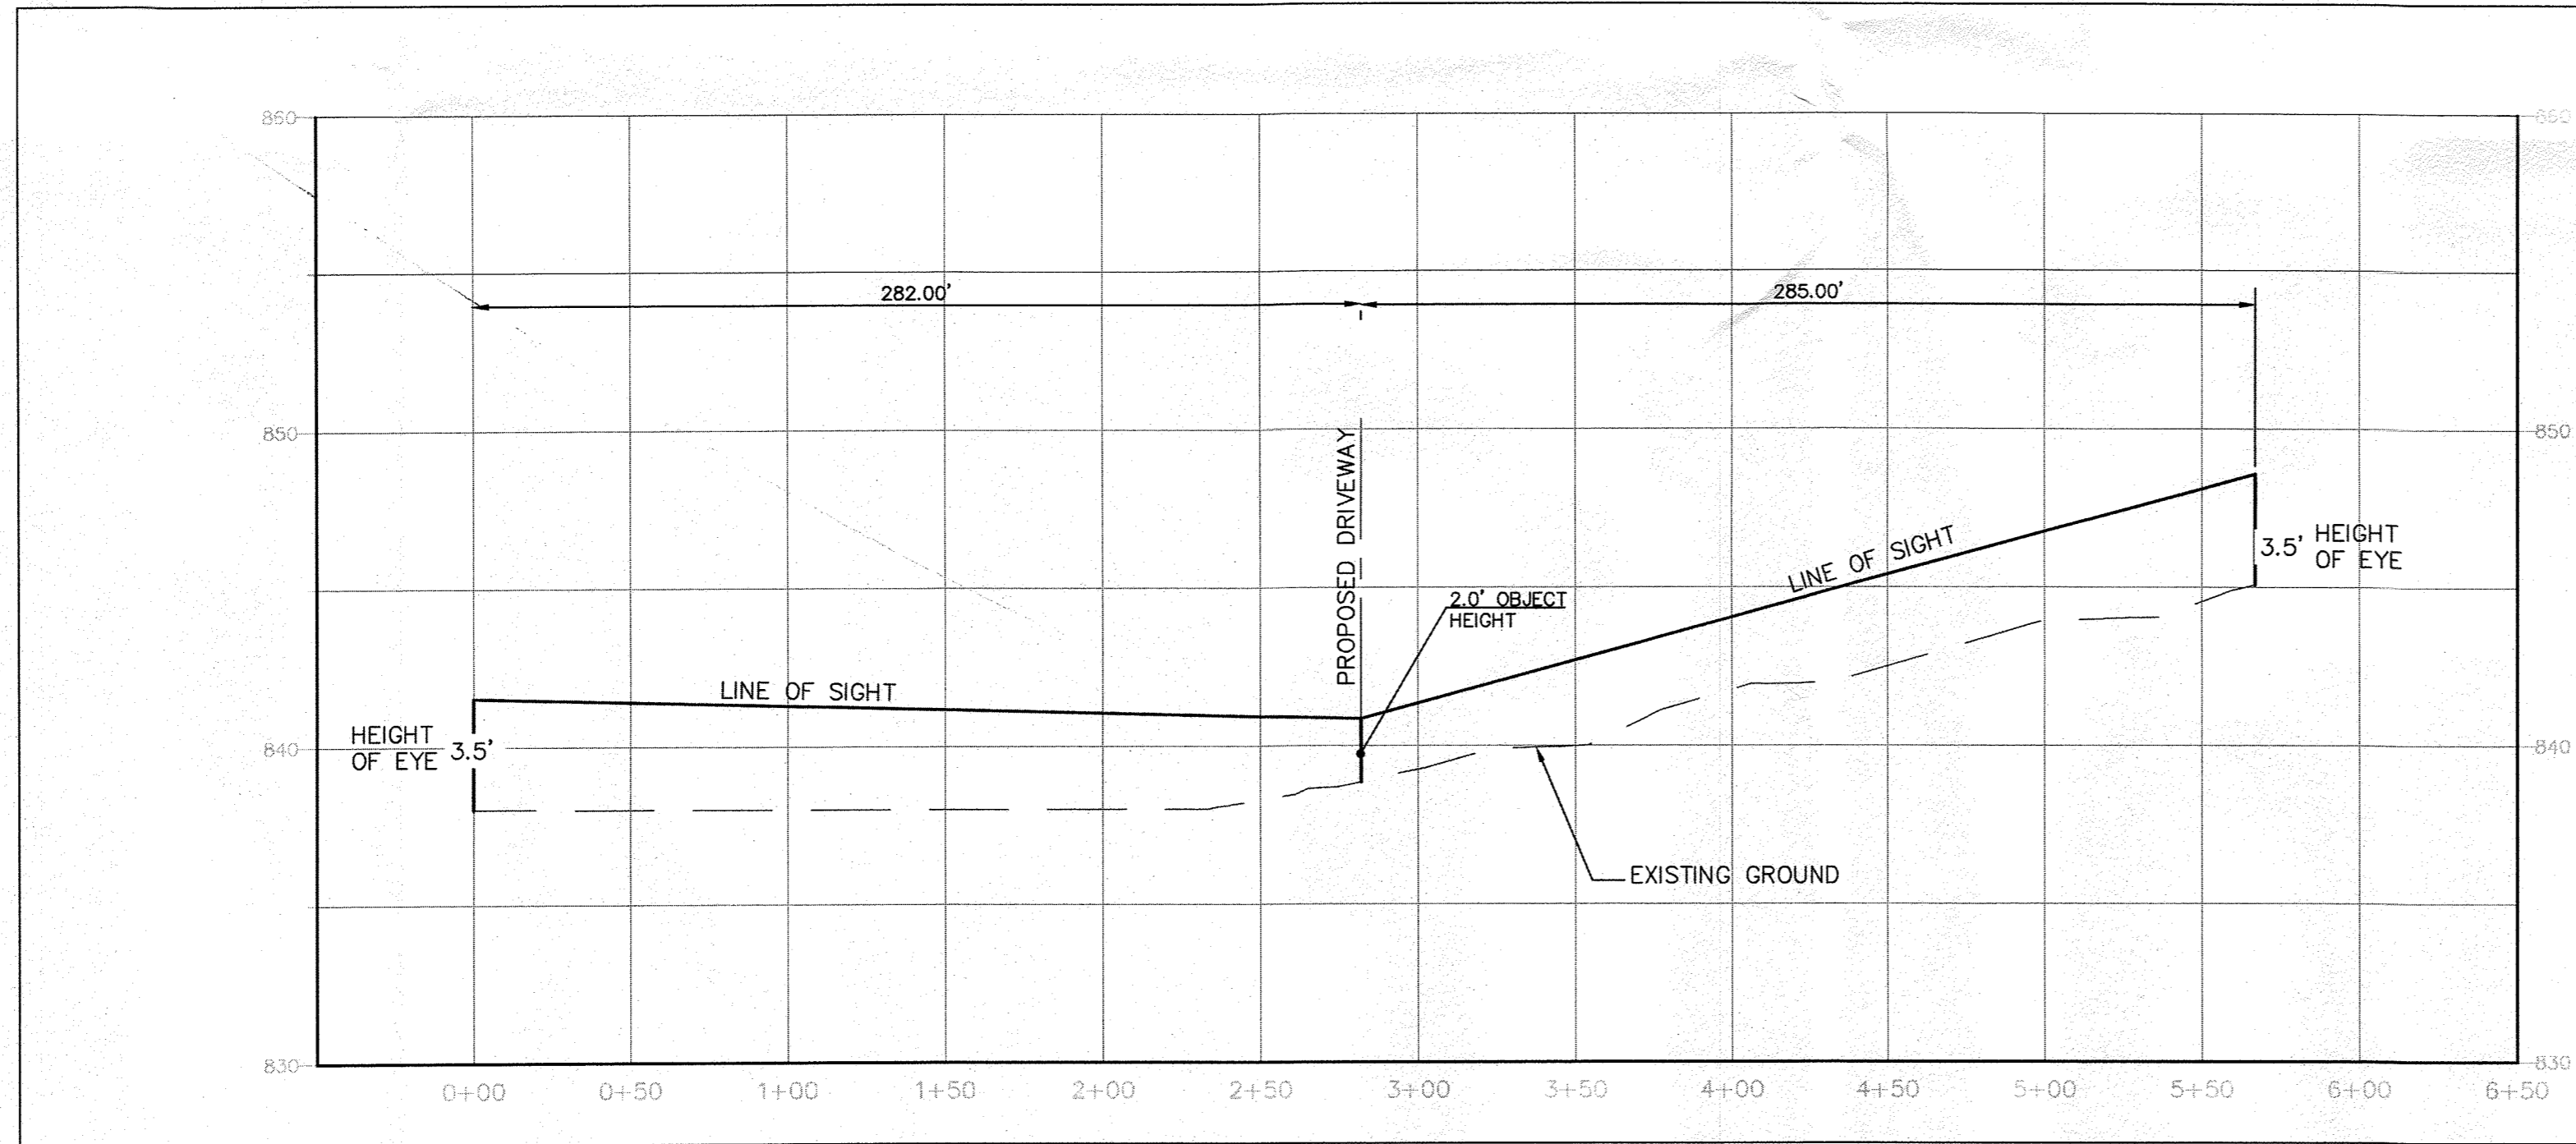 860
860
282.00'
285.00'
850
850
PROPOSED DRIVEWAY
LINE OF SIGHT
3.5' HEIGHT
OF EYE
2.0' OBJECT
HEIGHT
LINE OF SIGHT
HEIGHT
OF EYE 3.5'
840
840
EXISTING GROUND
830
830
0+00 0+50 1+00 1+50 2+00 2+50 3+00 3+50 4+00 4+50 5+00 5+50 6+00 6+50